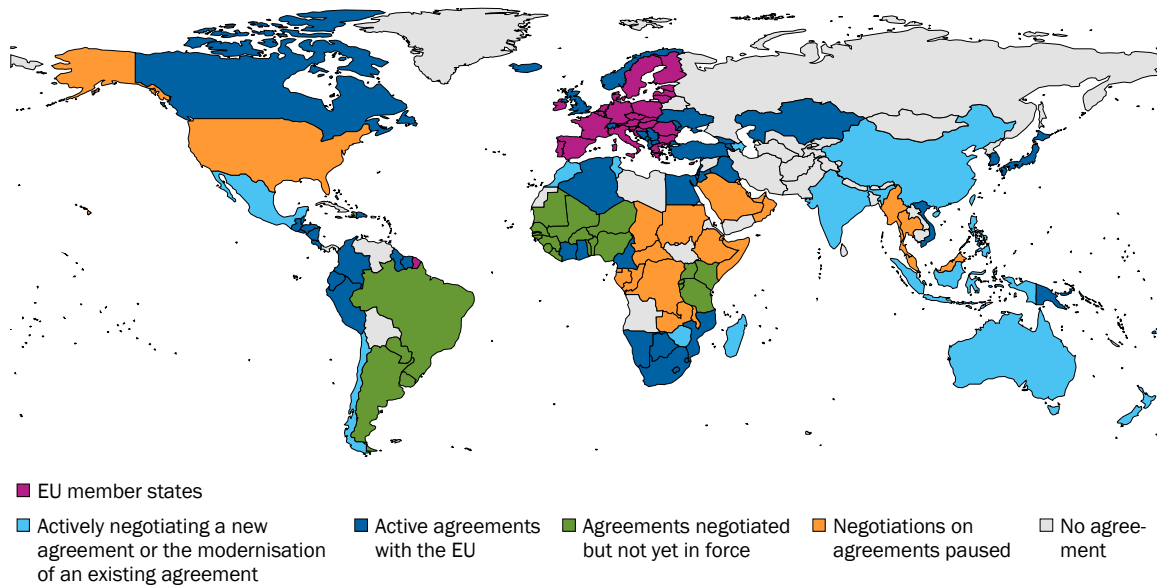 EU member states
Actively negotiating a new
agreement or the modernisation
of an existing agreement
Active agreements
with the EU
Agreements negotiated
but not yet in force
Negotiations on
agreements paused
No agree-
ment